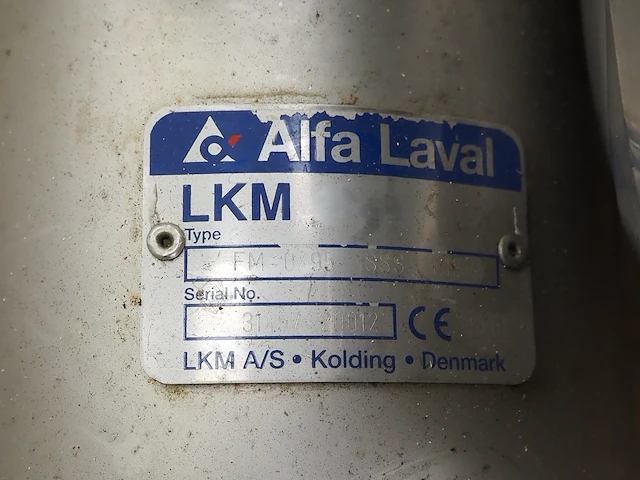 Alfa Laval
LKM
Type
Serial No.
CE
LKM A/S • Kolding • Denmark